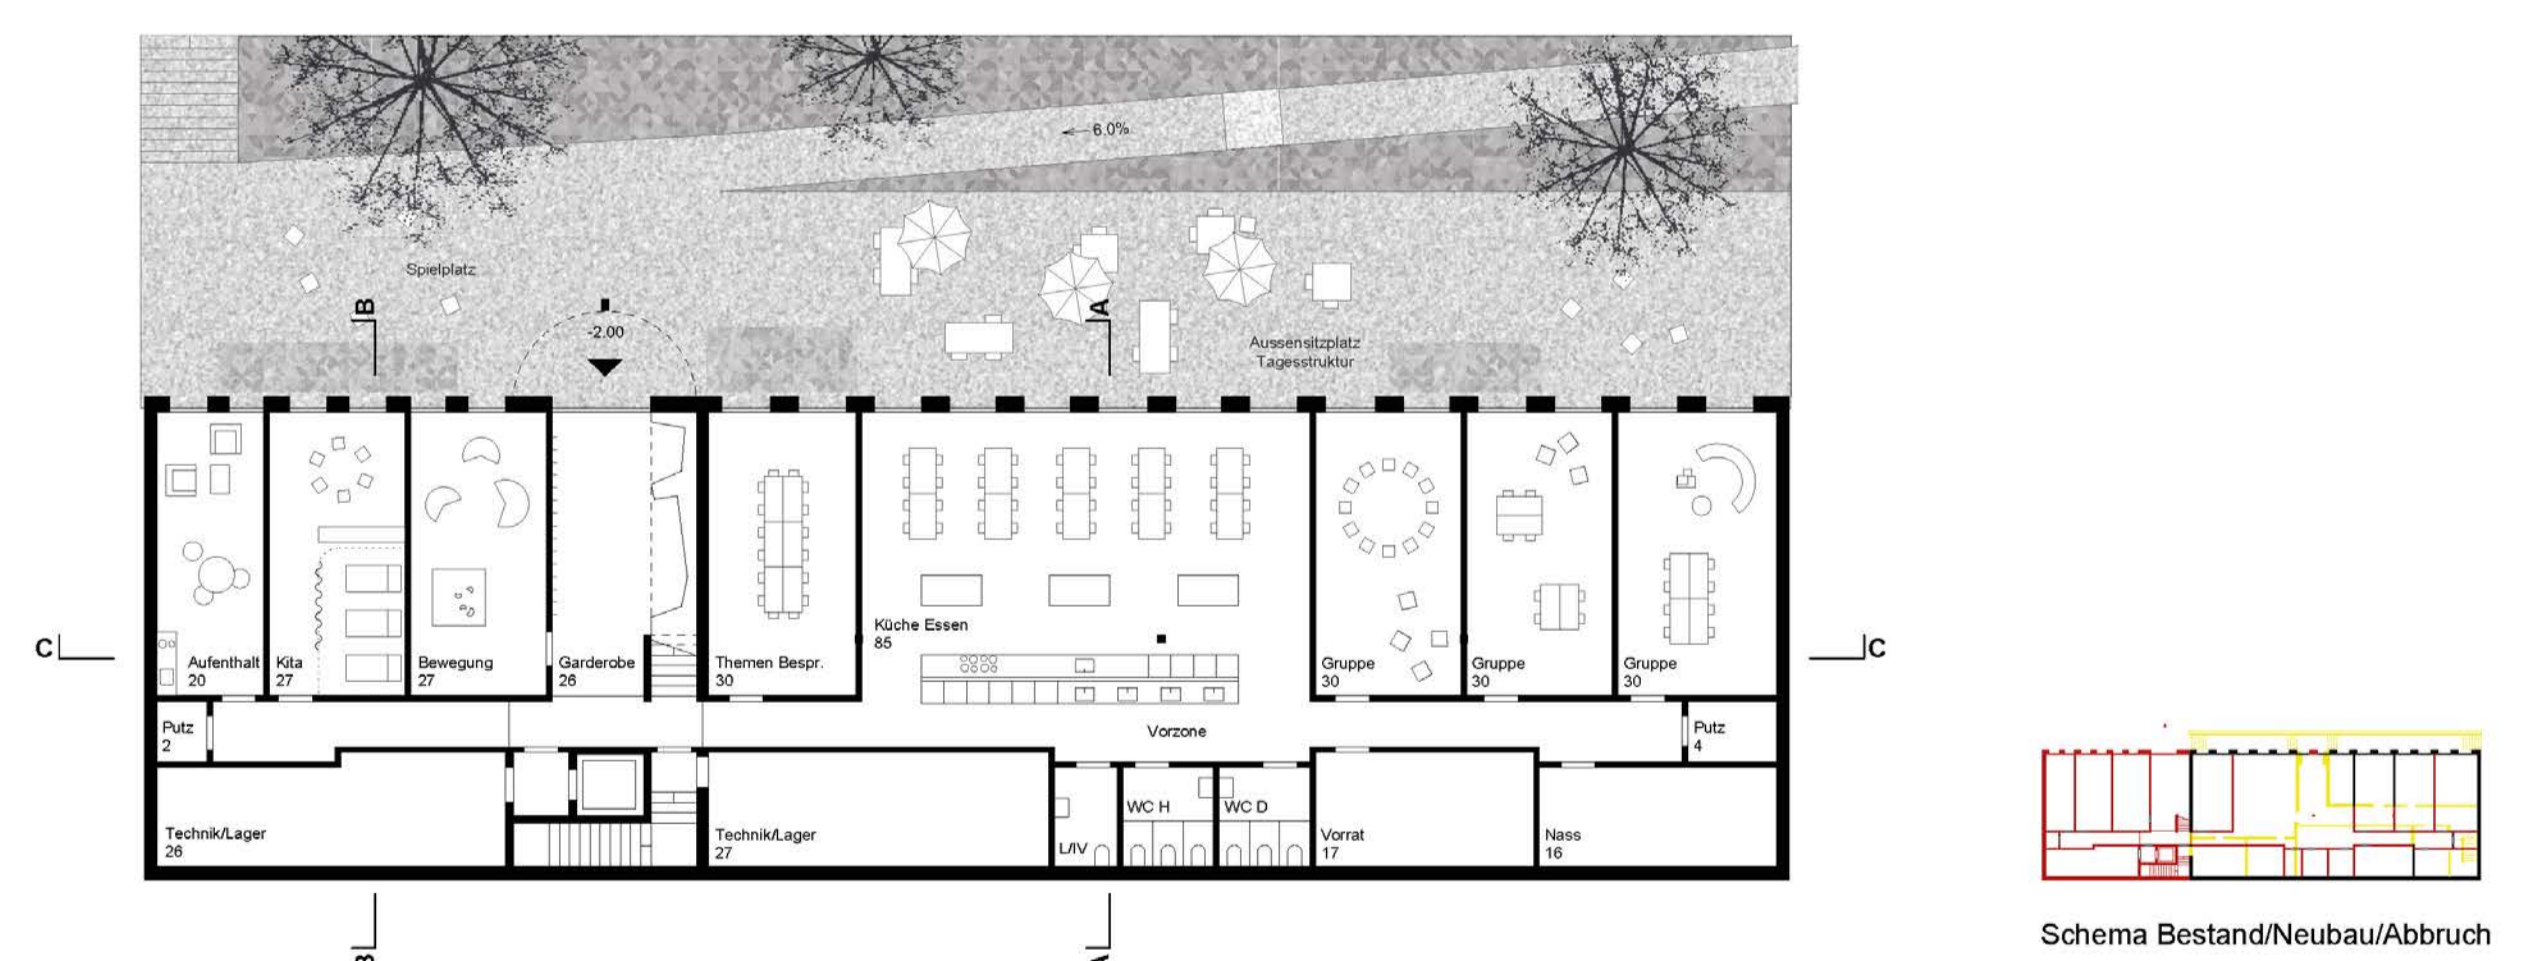 6.0%
Spielplatz
B
A
-2.00
Aussensitzplatz
Tagesstruktur
Küche Essen
85
C
C
Aufenthalt
20
Kita
27
Bewegung
27
Garderobe
26
Themen Bespr.
30
Gruppe
30
Gruppe
30
Gruppe
30
Putz
2
Vorzone
Putz
4
Technik/Lager
26
Technik/Lager
27
L/IV
WC H
WC D
Vorrat
17
Nass
16
B
A
Schema Bestand/Neubau/Abbruch